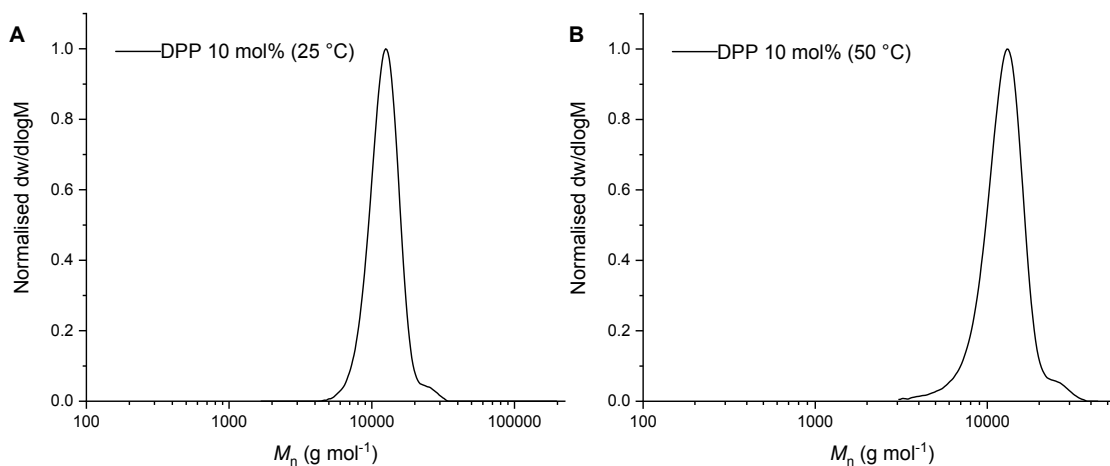 A
DPP 10 mol% (25 °C)
Normalised dw/dlogM
1.0
0.8
0.6
0.4
0.2
0.0
100 1000 10000 100000
Mn (g mol-1)
B
DPP 10 mol% (50 °C)
Normalised dw/dlogM
1.0
0.8
0.6
0.4
0.2
0.0
100 1000 10000
Mn (g mol-1)